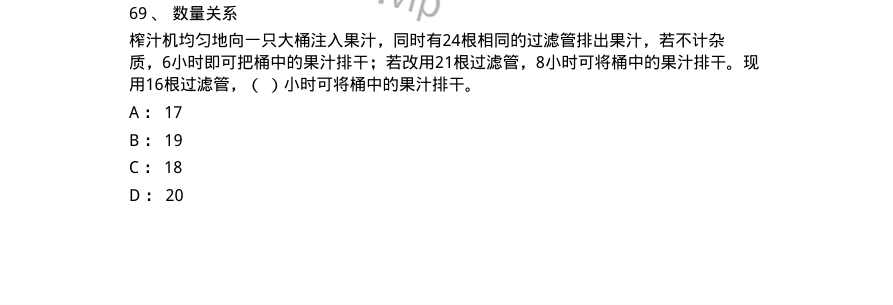 69 、 数量关系
榨汁机均匀地向一只大桶注入果汁，同时有24根相同的过滤管排出果汁，若不计杂
质，6小时即可把桶中的果汁排干；若改用21根过滤管，8小时可将桶中的果汁排干。现
用16根过滤管，（ ）小时可将桶中的果汁排干。
A ： 17
B ： 19
C ： 18
D ： 20